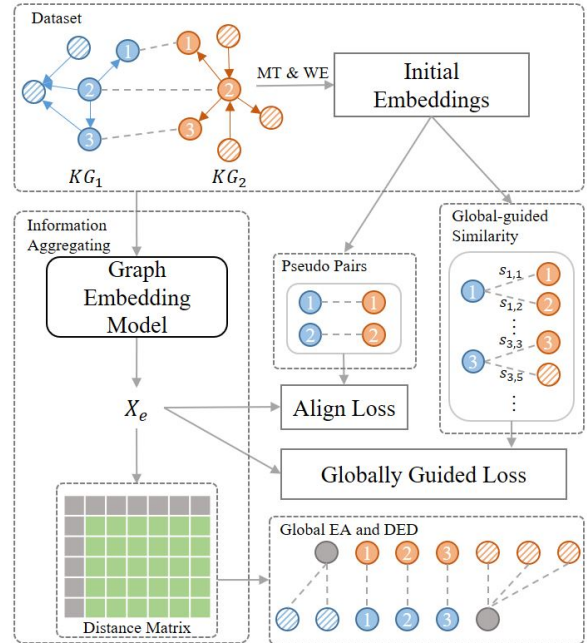 Dataset
1
1
2
2
3
3
MT & WE
Initial
Embeddings
KG₁
KG₂
Information
Aggregating
Graph
Embedding
Model
Pseudo Pairs
1
1
2
2
Global-guided
Similarity
s₁,₁
1
1
s₁,₂
2
⋮
s₃,₃
3
3
s₃,₅
⋮
Xₑ
Align Loss
Globally Guided Loss
Distance Matrix
Global EA and DED
1 2 3
1 2 3